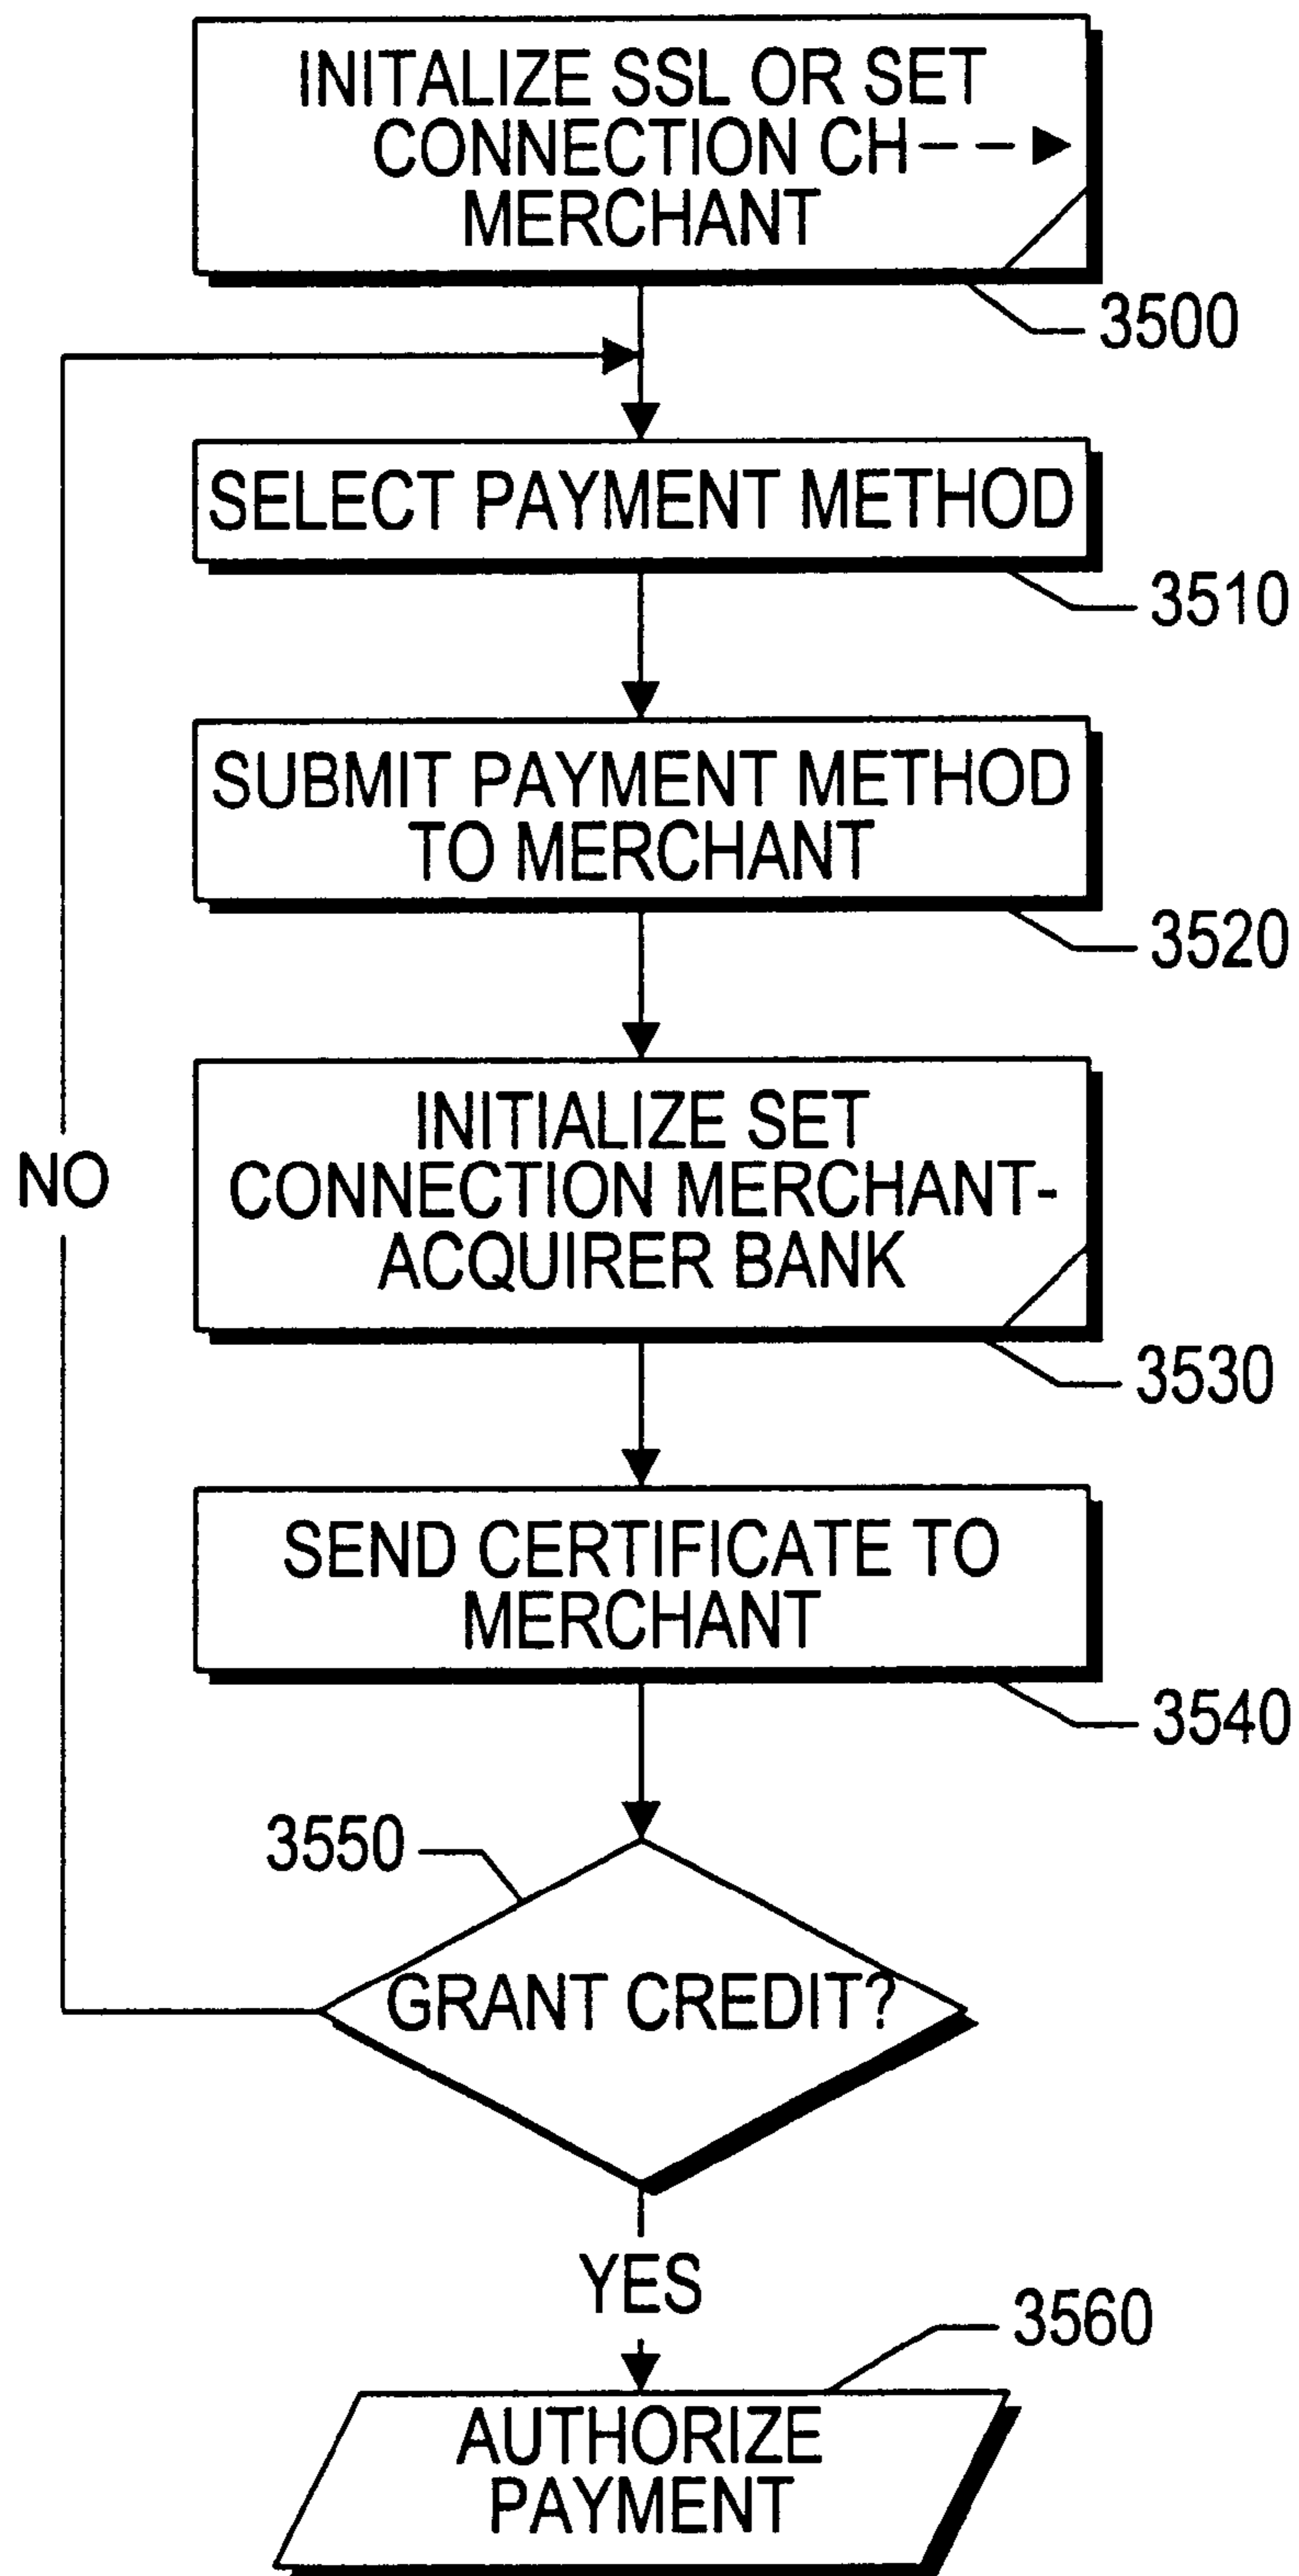 INITALIZE SSL OR SET
CONNECTION CH
MERCHANT
3500
SELECT PAYMENT METHOD
3510
SUBMIT PAYMENT METHOD
TO MERCHANT
3520
INITIALIZE SET
CONNECTION MERCHANT-
ACQUIRER BANK
NO
3530
SEND CERTIFICATE TO
MERCHANT
3540
3550
GRANT CREDIT?
YES
3560
AUTHORIZE
PAYMENT